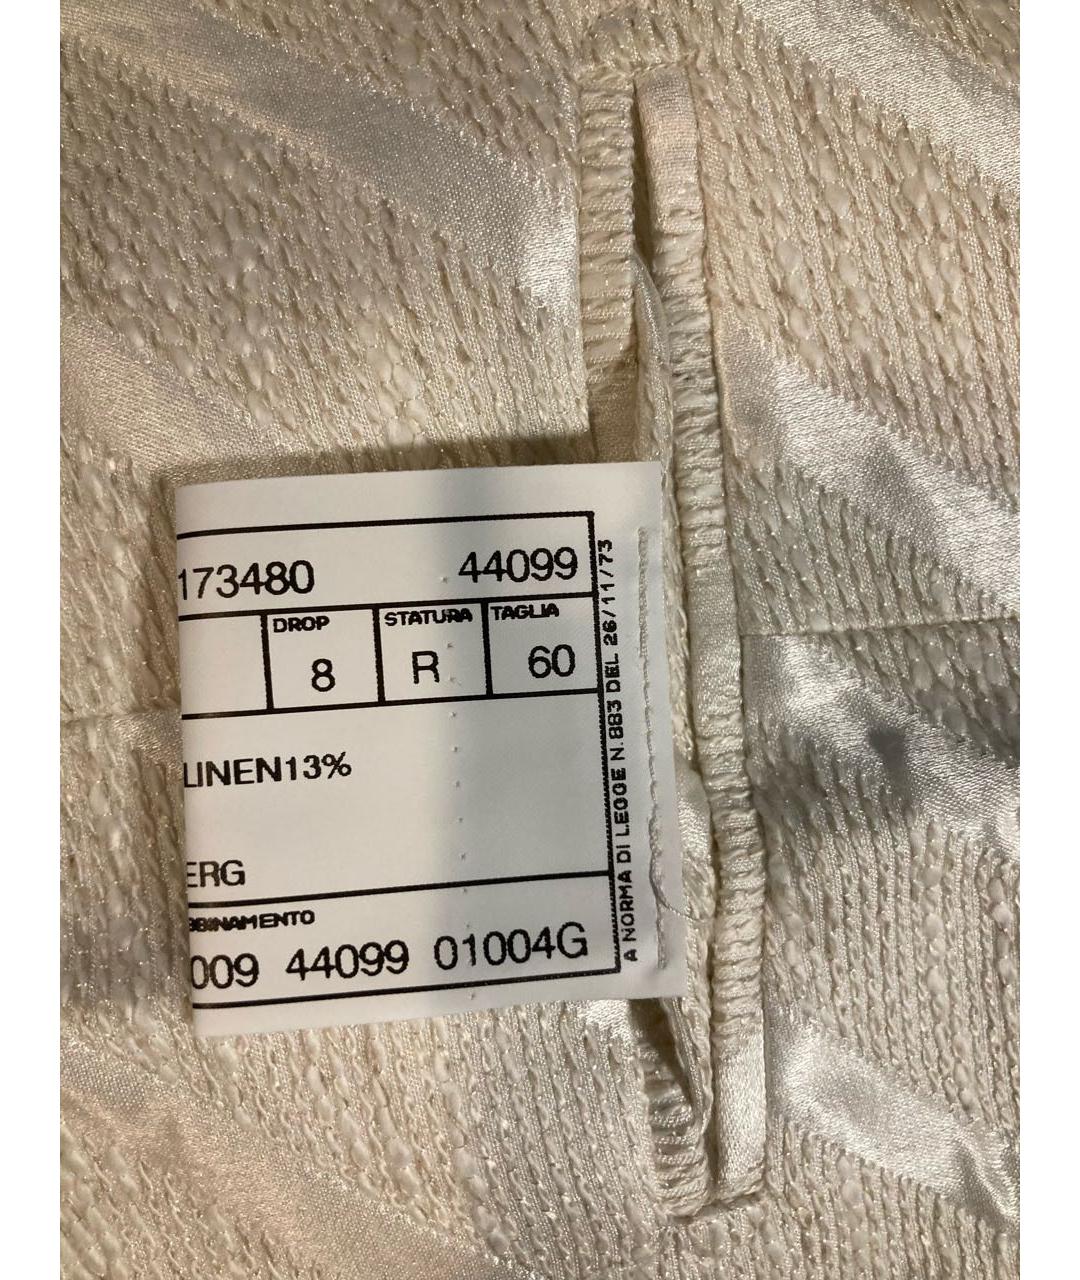 173480 44099
DROP STATURA TAGLIA
8 R 60
LINEN13%
ERG
BBINAMENTO
009 44099 01004G
A NORMA DI LEGGE N.883 DEL 26/11/73